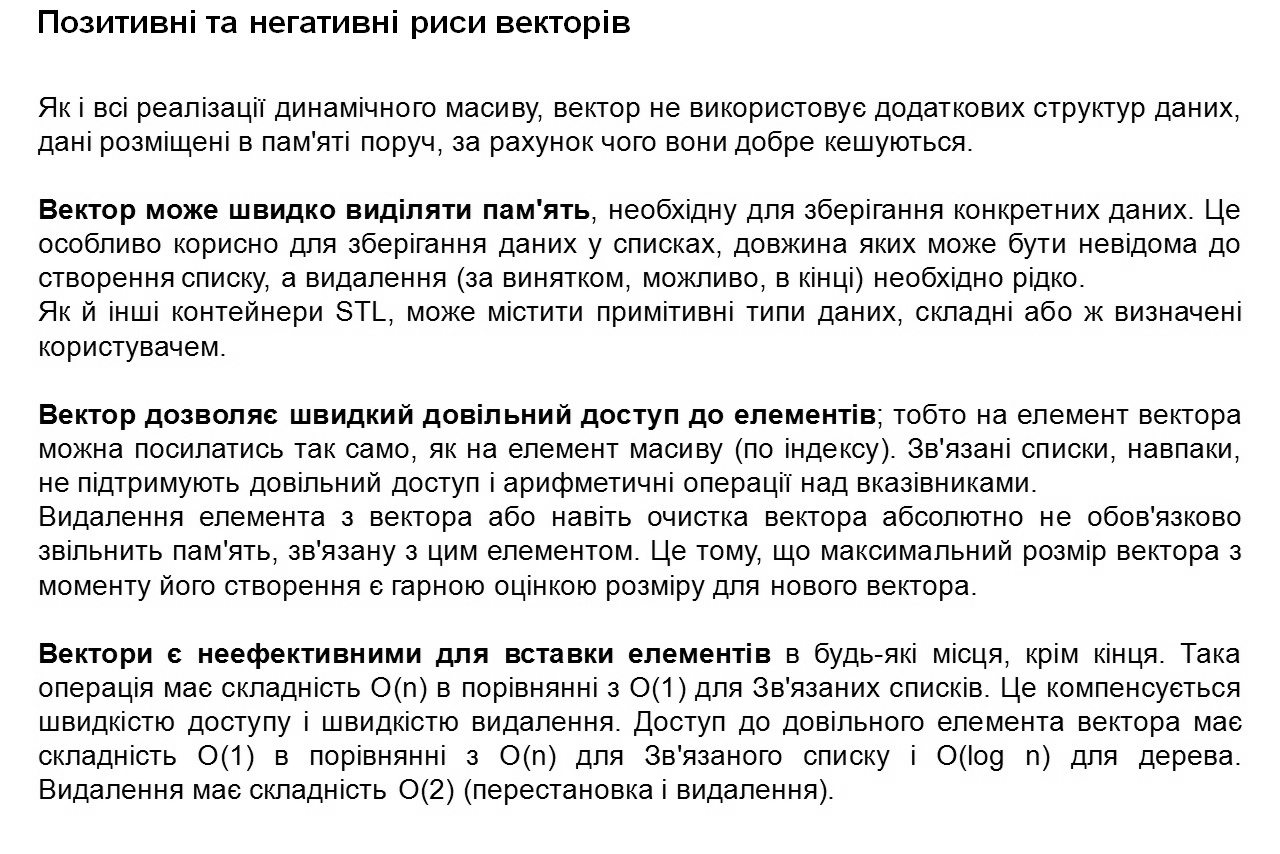 Позитивні та негативні риси векторів
Як і всі реалізації динамічного масиву, вектор не використовує додаткових структур даних,
дані розміщені в пам'яті поруч, за рахунок чого вони добре кешуються.
Вектор може швидко виділяти пам'ять, необхідну для зберігання конкретних даних. Це
особливо корисно для зберігання даних у списках, довжина яких може бути невідома до
створення списку, а видалення (за винятком, можливо, в кінці) необхідно рідко.
Як й інші контейнери STL, може містити примітивні типи даних, складні або ж визначені
користувачем.
Вектор дозволяє швидкий довільний доступ до елементів; тобто на елемент вектора
можна посилатись так само, як на елемент масиву (по індексу). Зв'язані списки, навпаки,
не підтримують довільний доступ і арифметичні операції над вказівниками.
Видалення елемента з вектора або навіть очистка вектора абсолютно не обов'язково
звільнить пам'ять, зв'язану з цим елементом. Це тому, що максимальний розмір вектора з
моменту його створення є гарною оцінкою розміру для нового вектора.
Вектори є неефективними для вставки елементів в будь-які місця, крім кінця. Така
операція має складність O(n) в порівнянні з O(1) для Зв'язаних списків. Це компенсується
швидкістю доступу і швидкістю видалення. Доступ до довільного елемента вектора має
складність O(1) в порівнянні з O(n) для Зв'язаного списку і O(log n) для дерева.
Видалення має складність O(2) (перестановка і видалення).